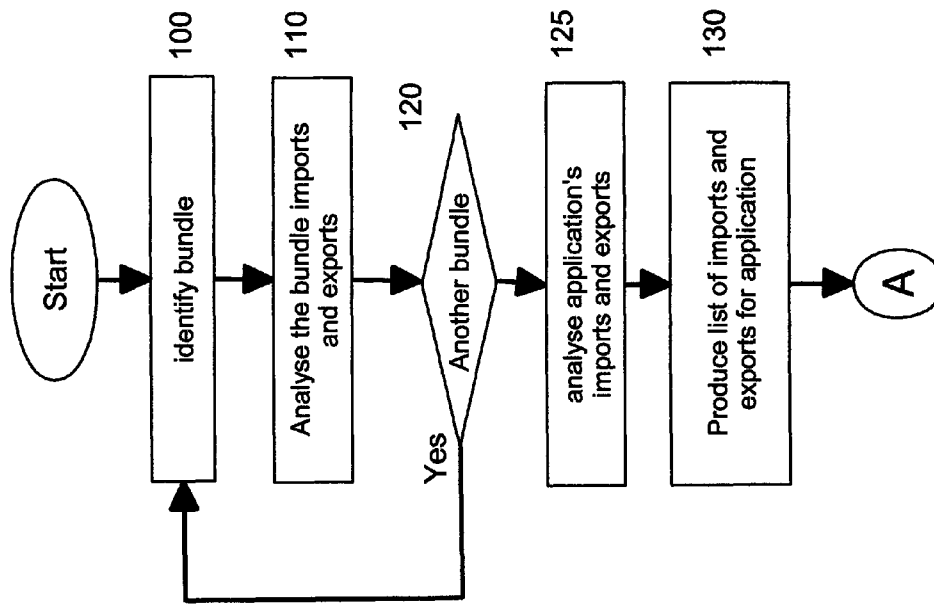 Start
100
identify bundle
110
Analyse the bundle imports
and exports
120
Another bundle
Yes
125
analyse application's
imports and exports
130
Produce list of imports and
exports for application
A